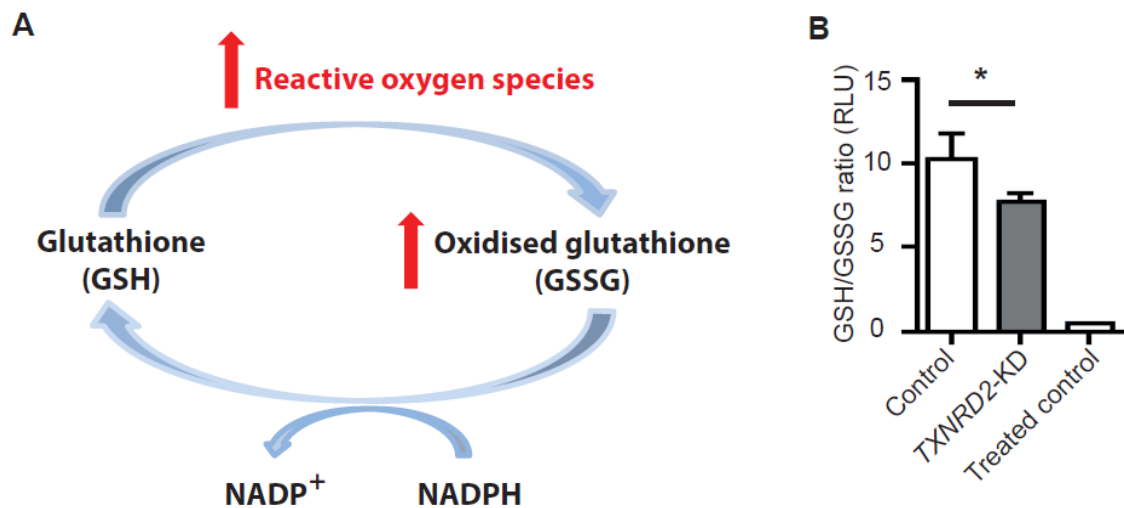 A
Reactive oxygen species
Glutathione
(GSH)
Oxidised glutathione
(GSSG)
NADP+
NADPH
B
GSH/GSSG ratio (RLU)
15
10
5
0
*
Control
TXNRD2-KD
Treated control